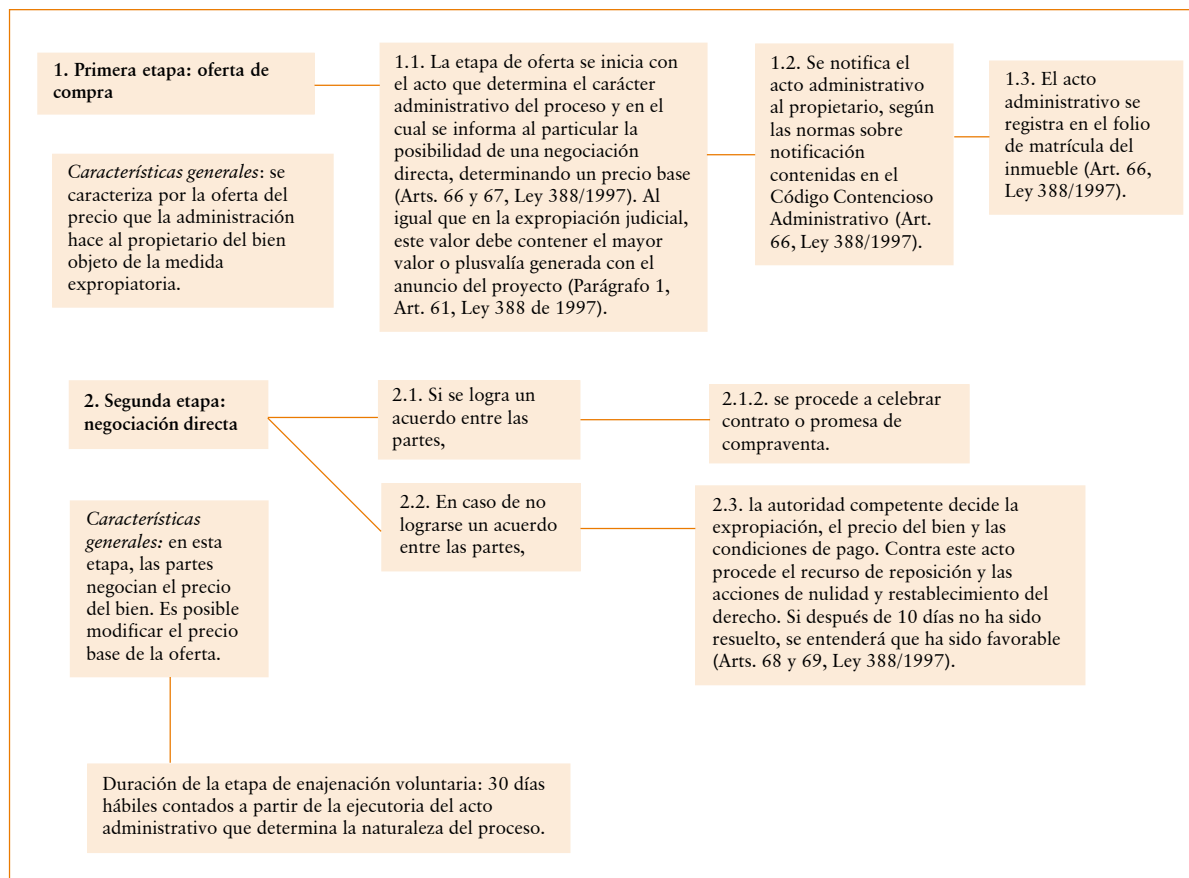 1. Primera etapa: oferta de
compra
Características generales: se
caracteriza por la oferta del
precio que la administración
hace al propietario del bien
objeto de la medida
expropiatoria.
1.1. La etapa de oferta se inicia con
el acto que determina el carácter
administrativo del proceso y en el
cual se informa al particular la
posibilidad de una negociación
directa, determinando un precio base
(Arts. 66 y 67, Ley 388/1997). Al
igual que en la expropiación judicial,
este valor debe contener el mayor
valor o plusvalía generada con el
anuncio del proyecto (Parágrafo 1,
Art. 61, Ley 388 de 1997).
1.2. Se notifica el
acto administrativo
al propietario, según
las normas sobre
notificación
contenidas en el
Código Contencioso
Administrativo (Art.
66, Ley 388/1997).
1.3. El acto
administrativo se
registra en el folio
de matrícula del
inmueble (Art. 66,
Ley 388/1997).
2. Segunda etapa:
negociación directa
Características
generales: en esta
etapa, las partes
negocian el precio
del bien. Es posible
modificar el precio
base de la oferta.
2.1. Si se logra un
acuerdo entre las
partes,
2.1.2. se procede a celebrar
contrato o promesa de
compraventa.
2.2. En caso de no
lograrse un acuerdo
entre las partes,
2.3. la autoridad competente decide la
expropiación, el precio del bien y las
condiciones de pago. Contra este acto
procede el recurso de reposición y las
acciones de nulidad y restablecimiento del
derecho. Si después de 10 días no ha sido
resuelto, se entenderá que ha sido favorable
(Arts. 68 y 69, Ley 388/1997).
Duración de la etapa de enajenación voluntaria: 30 días
hábiles contados a partir de la ejecutoria del acto
administrativo que determina la naturaleza del proceso.